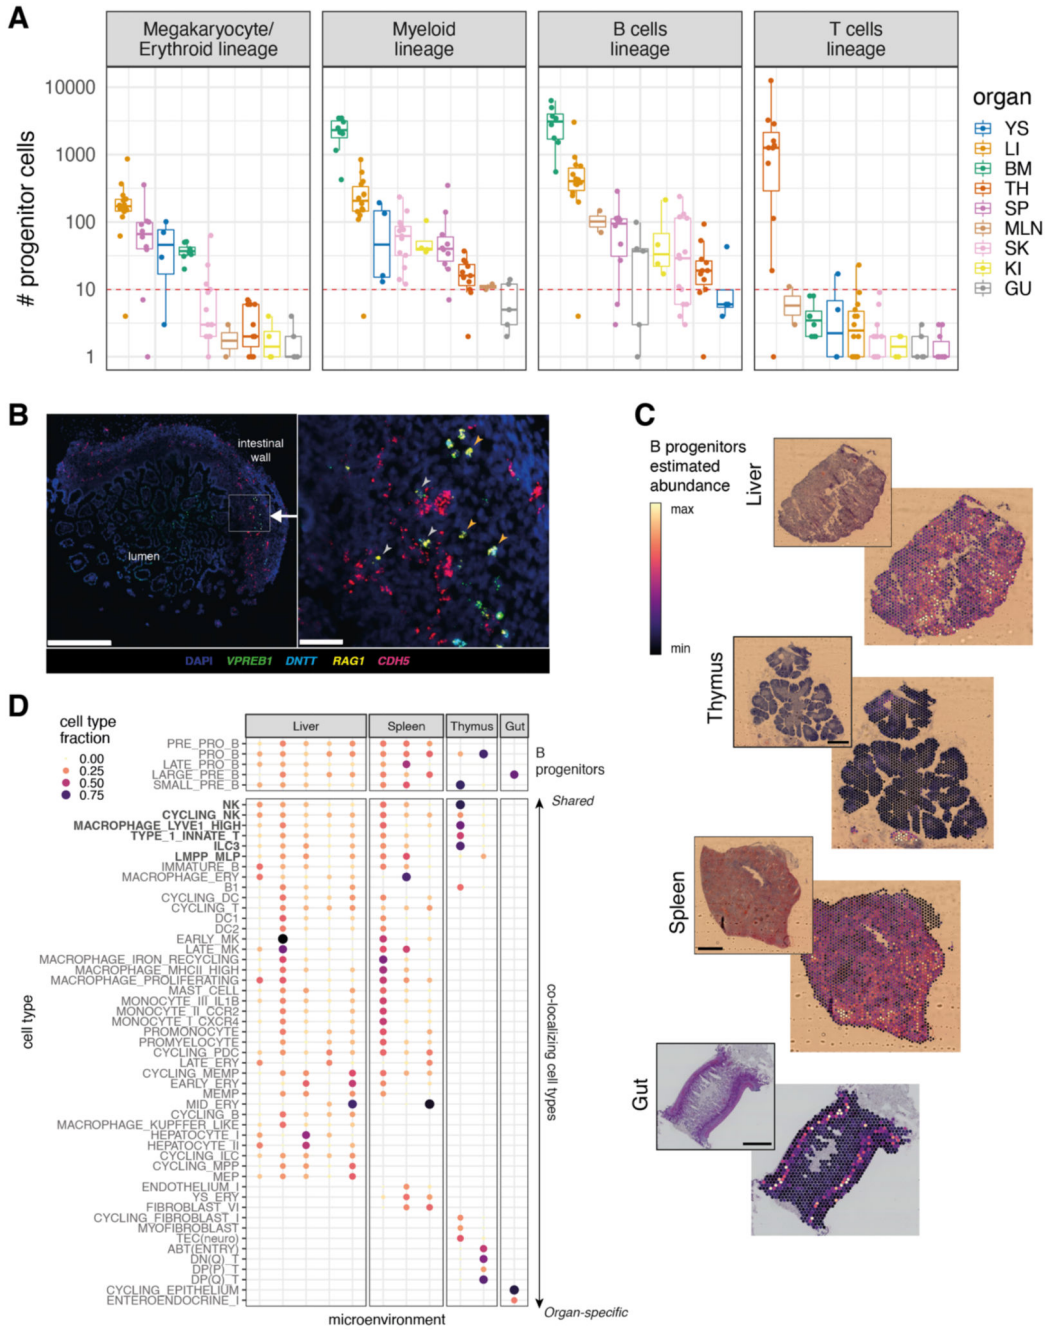 A
Megakaryocyte/
Erythroid lineage
Myeloid
lineage
B cells
lineage
T cells
lineage
# progenitor cells
10000
1000
100
10
1
organ
YS
LI
BM
TH
SP
MLN
SK
KI
GU
B
intestinal
wall
lumen
DAPI VPREB1 DNTT RAG1 CDH5
C
B progenitors
estimated
abundance
max
min
Liver
Thymus
Spleen
Gut
D
cell type
fraction
0.00
0.25
0.50
0.75
Liver
Spleen
Thymus
Gut
PRE_PRO_B
PRO_B
LATE_PRO_B
LARGE_PRE_B
SMALL_PRE_B
B
progenitors
NK
CYCLING_NK
MACROPHAGE_LYVE1_HIGH
TYPE_1_INNATE_T
ILC3
LMPP_MLP
IMMATURE_B
MACROPHAGE_ERY
B1
CYCLING_DC
CYCLING_T
DC1
DC2
EARLY_MK
LATE_MK
MACROPHAGE_IRON_RECYCLING
MACROPHAGE_MHCII_HIGH
MACROPHAGE_PROLIFERATING
MAST_CELL
MONOCYTE_III_IL1B
MONOCYTE_II_CCR2
MONOCYTE_I_CXCR4
PROMONOCYTE
PROMYELOCYTE
CYCLING_PDC
LATE_ERY
CYCLING_MEMP
EARLY_ERY
MEMP
MID_ERY
CYCLING_B
MACROPHAGE_KUPFFER_LIKE
HEPATOCYTE_I
HEPATOCYTE_II
CYCLING_ILC
CYCLING_MPP
MEP
ENDOTHELIUM_I
YS_ERY
FIBROBLAST_VI
CYCLING_FIBROBLAST_I
MYOFIBROBLAST
TEC(neuro)
ABT(ENTRY)
DN(Q)_T
DP(P)_T
DP(Q)_T
CYCLING_EPITHELIUM
ENTEROENDOCRINE_I
cell type
microenvironment
Shared
co-localizing cell types
Organ-specific